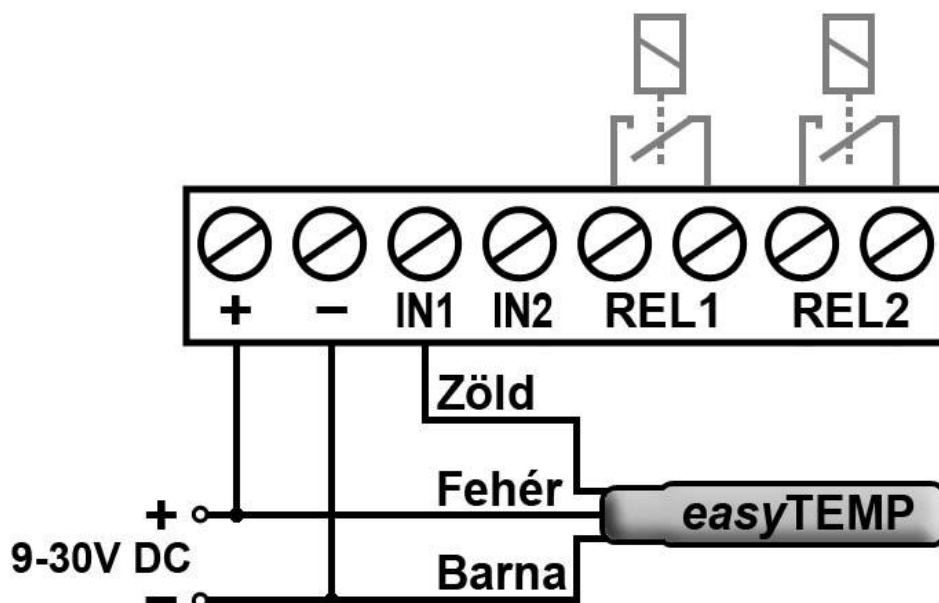 + − IN1 IN2 REL1 REL2
Zöld
Fehér
easyTEMP
+
9-30V DC
Barna
−